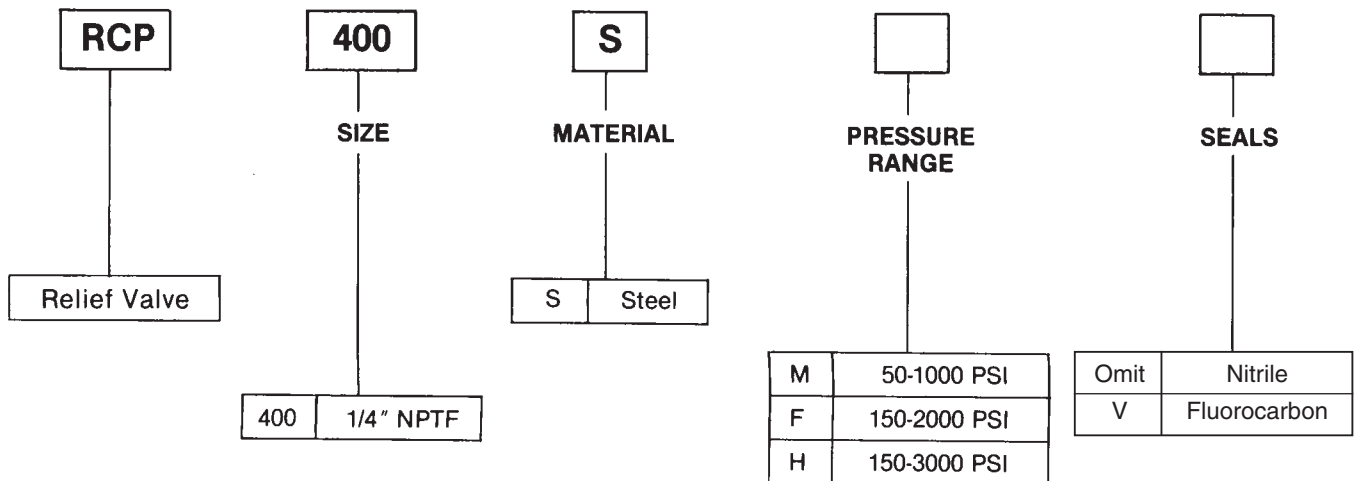 RCP 400 S
SIZE MATERIAL PRESSURE SEALS
RANGE
Relief Valve
S Steel
400 1/4" NPTF
M 50-1000 PSI
F 150-2000 PSI
H 150-3000 PSI
Omit Nitrile
V Fluorocarbon